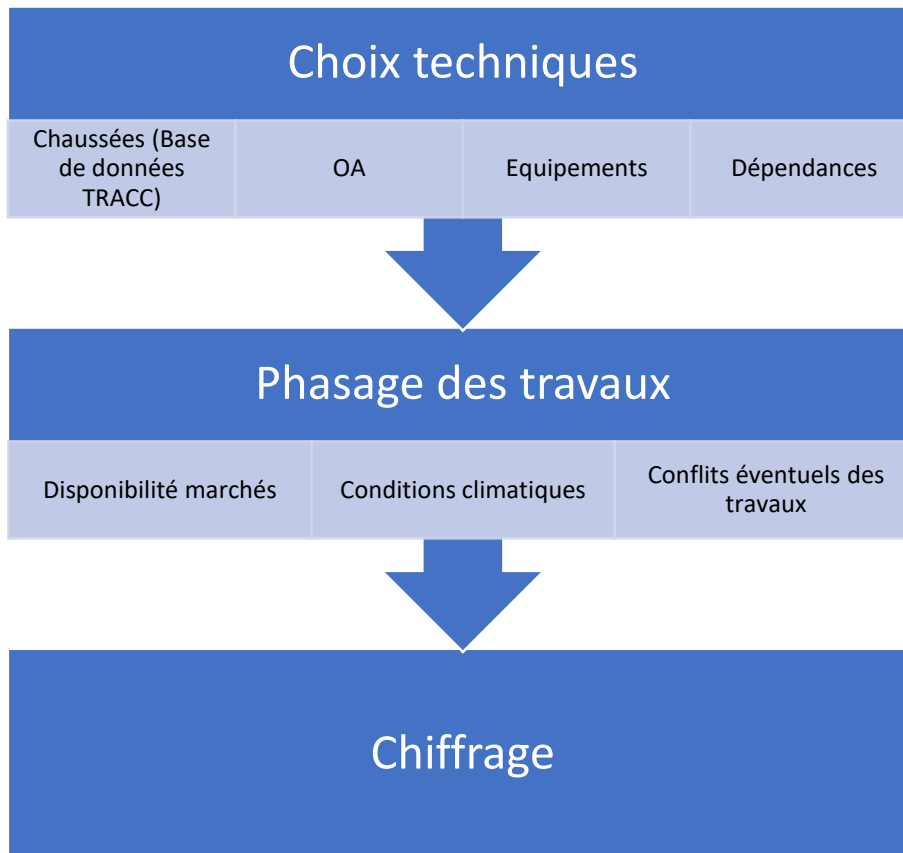 Choix techniques
Chaussées (Base
de données
TRACC)
OA
Equipements
Dépendances
Phasage des travaux
Disponibilité marchés
Conditions climatiques
Conflits éventuels des
travaux
Chiffrage